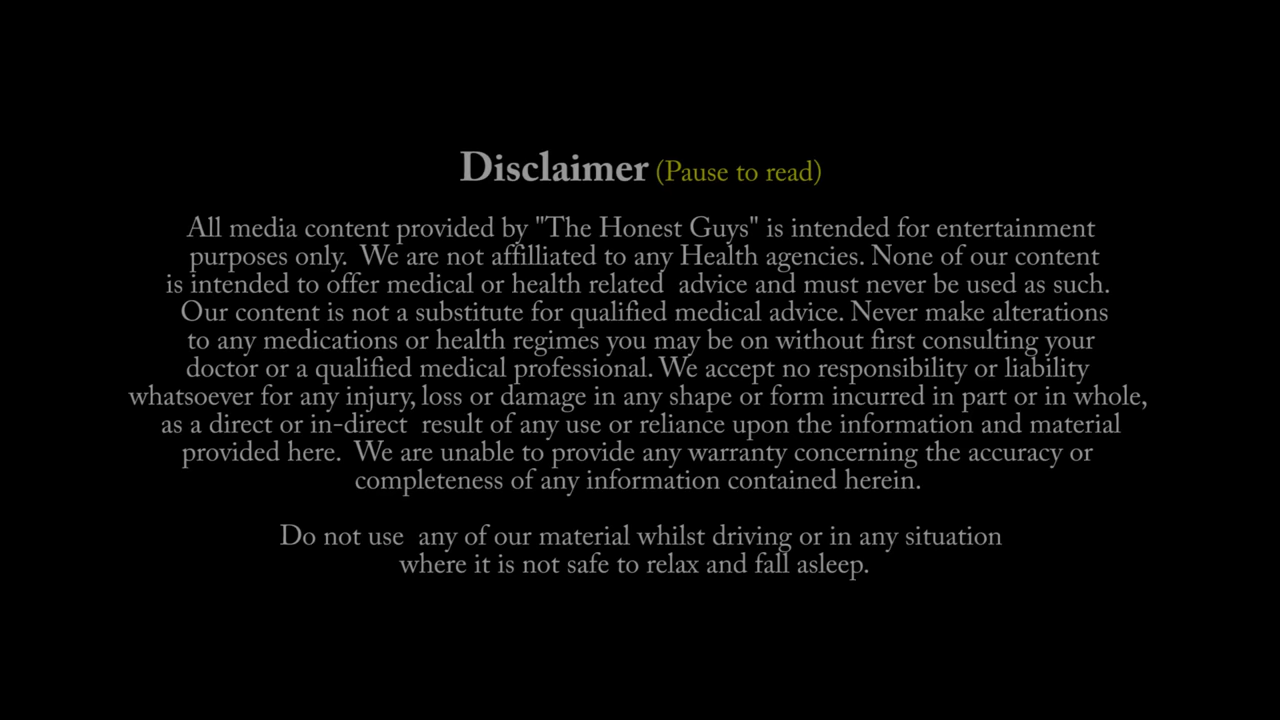 Disclaimer (Pause to read)
All media content provided by "The Honest Guys" is intended for entertainment
purposes only.  We are not affilliated to any Health agencies. None of our content
is intended to offer medical or health related  advice and must never be used as such.
Our content is not a substitute for qualified medical advice. Never make alterations
to any medications or health regimes you may be on without first consulting your
doctor or a qualified medical professional. We accept no responsibility or liability
whatsoever for any injury, loss or damage in any shape or form incurred in part or in whole,
as a direct or in-direct  result of any use or reliance upon the information and material
provided here.  We are unable to provide any warranty concerning the accuracy or
completeness of any information contained herein.
Do not use  any of our material whilst driving or in any situation
where it is not safe to relax and fall asleep.